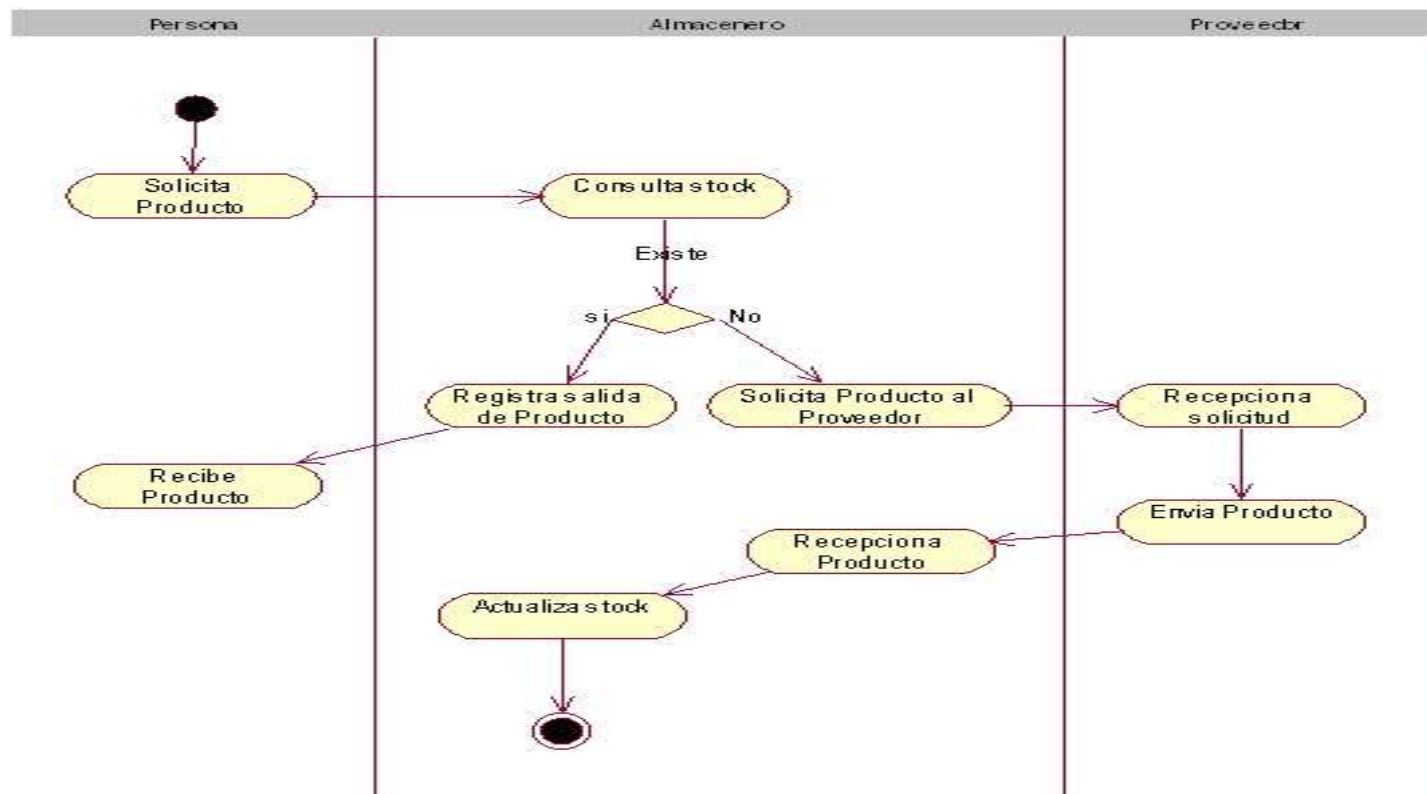 Persona
Almacenero
Proveedor
Solicita
Producto
Consulta stock
Existe
si
No
Registra salida
de Producto
Solicita Producto al
Proveedor
Recepciona
solicitud
Recibe
Producto
Envia Producto
Recepciona
Producto
Actualiza stock